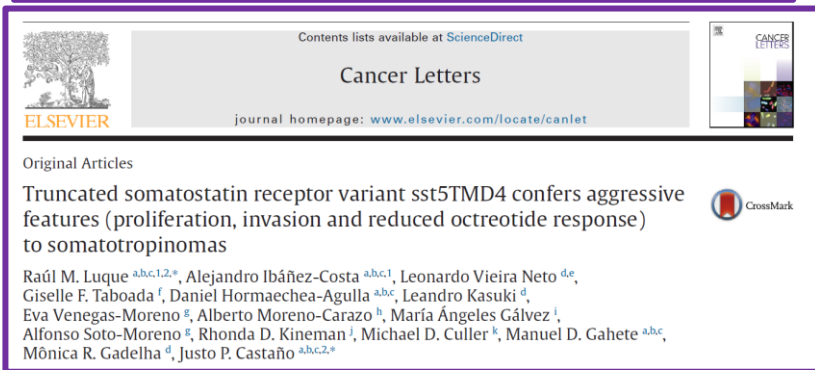 Contents lists available at ScienceDirect
CANCER
LETTERS
Cancer Letters
ELSEVIER
journal homepage: www.elsevier.com/locate/canlet
Original Articles
Truncated somatostatin receptor variant sst5TMD4 confers aggressive
features (proliferation, invasion and reduced octreotide response)
to somatotropinomas
CrossMark
Raúl M. Luque a,b,c,1,2,*, Alejandro Ibáñez-Costa a,b,c,1, Leonardo Vieira Neto d,e,
Giselle F. Taboada f, Daniel Hormaechea-Agulla a,b,c, Leandro Kasuki d,
Eva Venegas-Moreno g, Alberto Moreno-Carazo h, María Ángeles Gálvez i,
Alfonso Soto-Moreno g, Rhonda D. Kineman j, Michael D. Culler k, Manuel D. Gahete a,b,c,
Mônica R. Gadelha d, Justo P. Castaño a,b,c,2,*